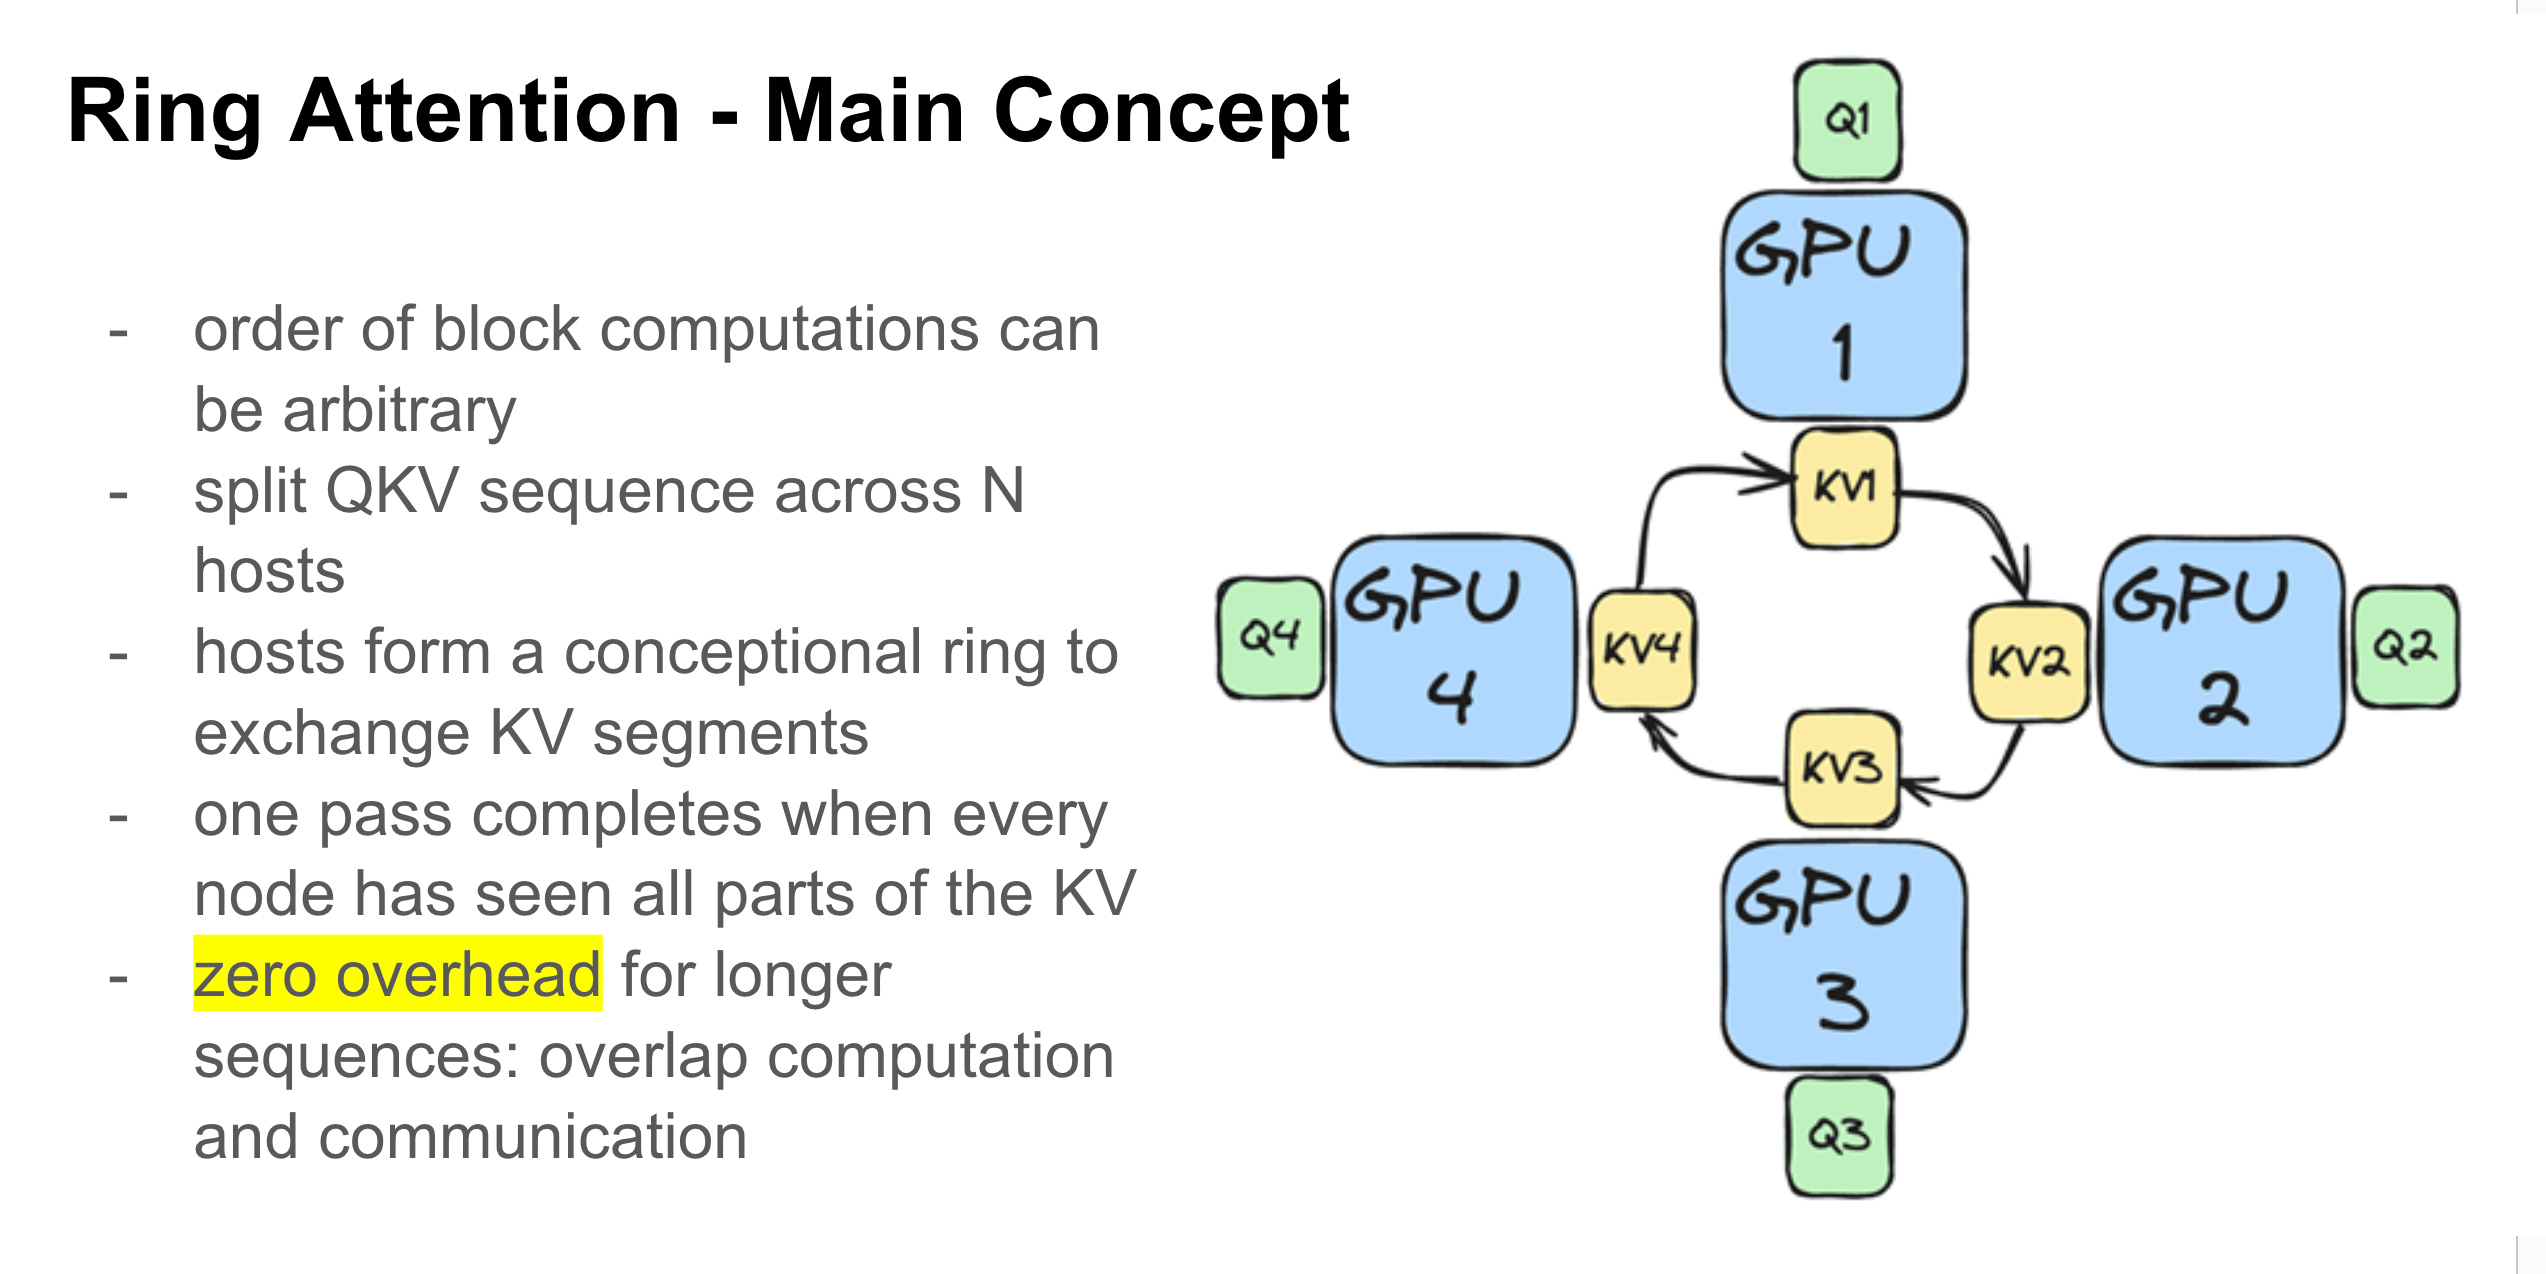 Ring Attention - Main Concept
- order of block computations can
be arbitrary
- split QKV sequence across N
hosts
- hosts form a conceptional ring to
exchange KV segments
- one pass completes when every
node has seen all parts of the KV
- zero overhead for longer
sequences: overlap computation
and communication
Q1
GPU
1
KV1
Q4
GPU
4
KV4
KV2
GPU
2
Q2
KV3
GPU
3
Q3